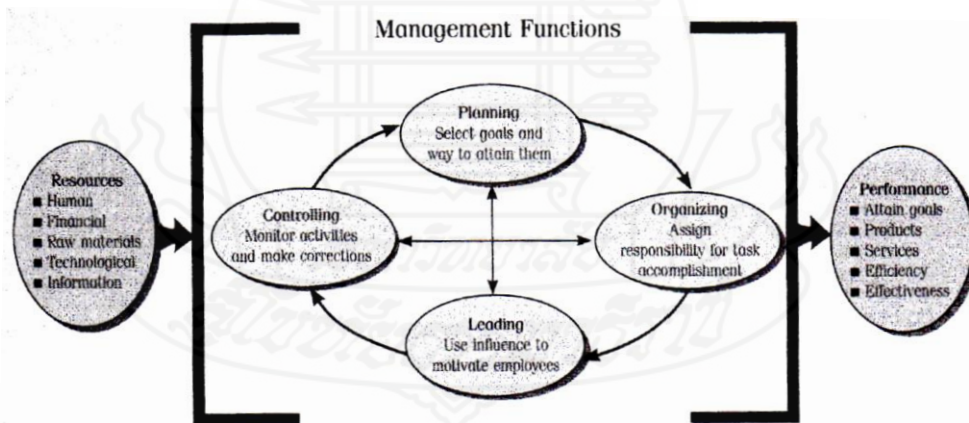 Management Functions
Planning
Select goals and
way to attain them
Resources
■ Human
■ Financial
■ Raw materials
■ Technological
■ Information
Controlling
Monitor activities
and make corrections
Organizing
Assign
responsibility for task
accomplishment
Performance
■ Attain goals
■ Products
■ Services
■ Efficiency
■ Effectiveness
Leading
Use influence to
motivate employees